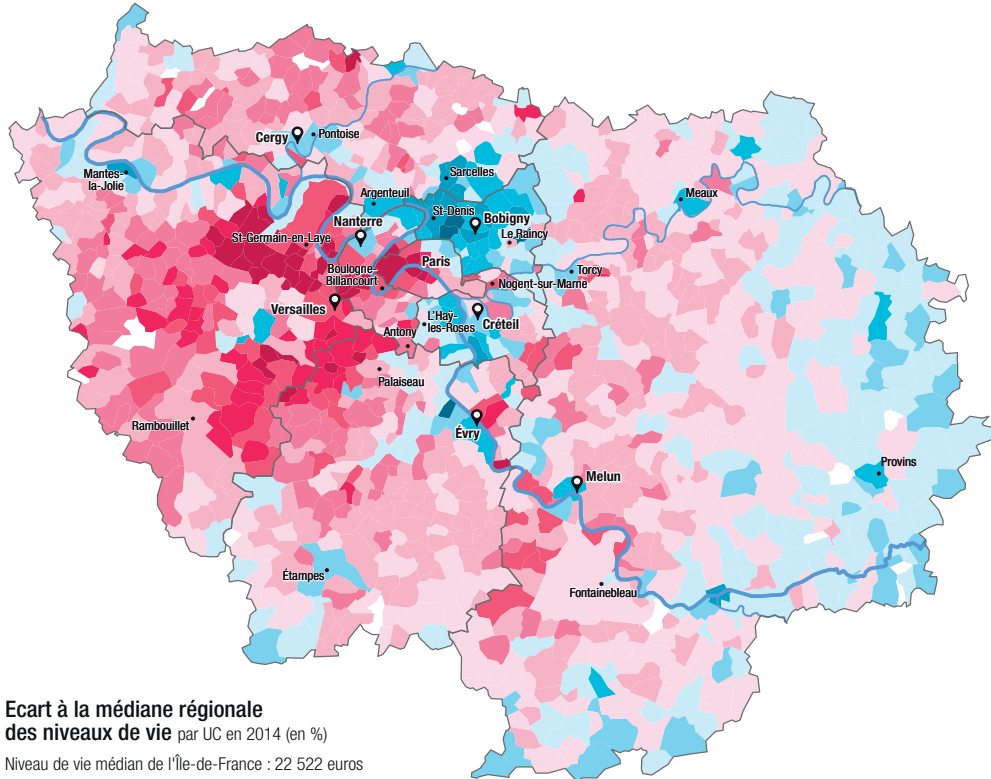 Cergy
Pontoise
Mantes-
la-Jolie
Sarcelles
Argenteuil
Meaux
St-Denis
Bobigny
Nanterre
Le Raincy
St-Germain-en-Laye
Paris
Boulogne-
Billancourt
Torcy
Nogent-sur-Marne
Versailles
L'Haÿ-
les-Roses
Créteil
Antony
Palaiseau
Rambouillet
Évry
Provins
Melun
Étampes
Fontainebleau
Ecart à la médiane régionale
des niveaux de vie par UC en 2014 (en %)
Niveau de vie médian de l'Île-de-France : 22 522 euros